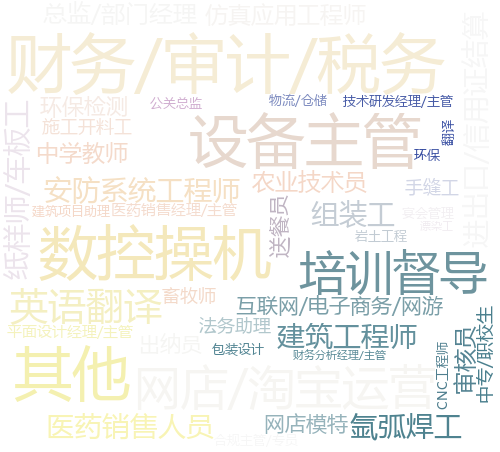 总监/部门经理
仿真应用工程师
财务/审计/税务
环保检测
公关总监
物流/仓储
技术研发经理/主管
施工开料工
设备主管
翻译
中学教师
环保
纸样师/车板工
安防系统工程师
农业技术员
手缝工
进出口/信用证结算
建筑项目助理
医药销售经理/主管
送餐员
组装工
安全管理
岩土工程
数控操机
培训督导
英语翻译
畜牧师
互联网/电子商务/网游
平面设计经理/主管
法务助理
建筑工程师
出纳员
包装设计
财务分析经理/主管
其他
CNC工程师
审核员
中专/职校生
淘宝运营
医药销售人员
网店模特
氩弧焊工